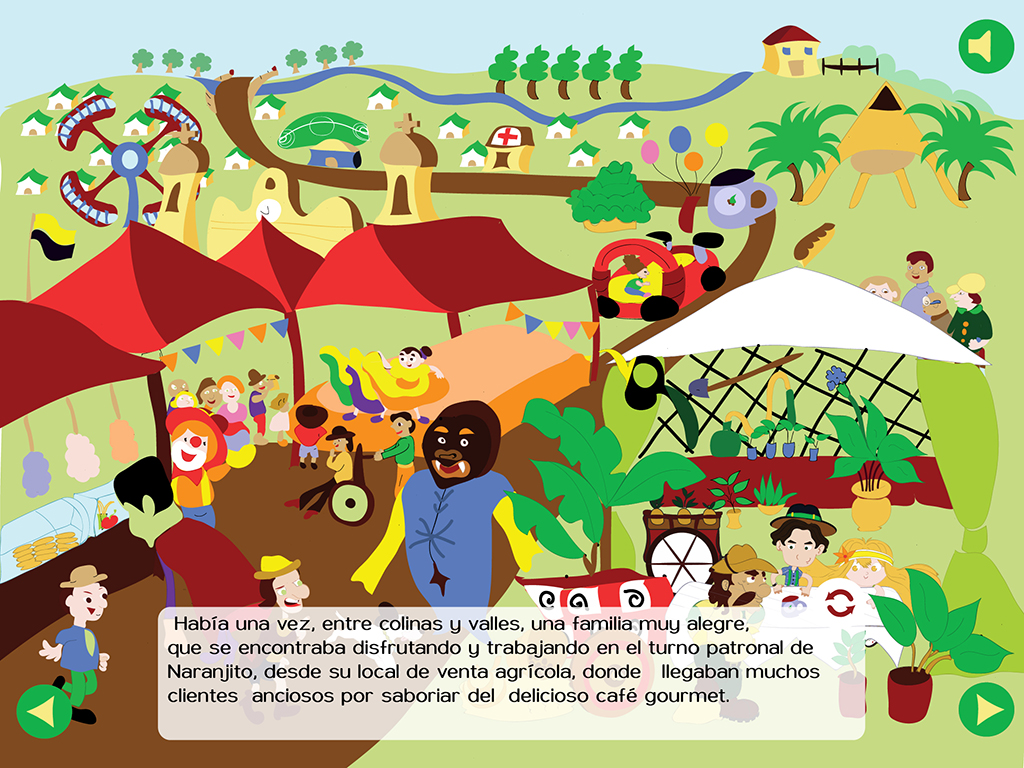 Había una vez, entre colinas y valles, una familia muy alegre,
que se encontraba disfrutando y trabajando en el turno patronal de
Naranjito, desde su local de venta agrícola, donde llegaban muchos
clientes anciosos por saboriar del delicioso café gourmet.